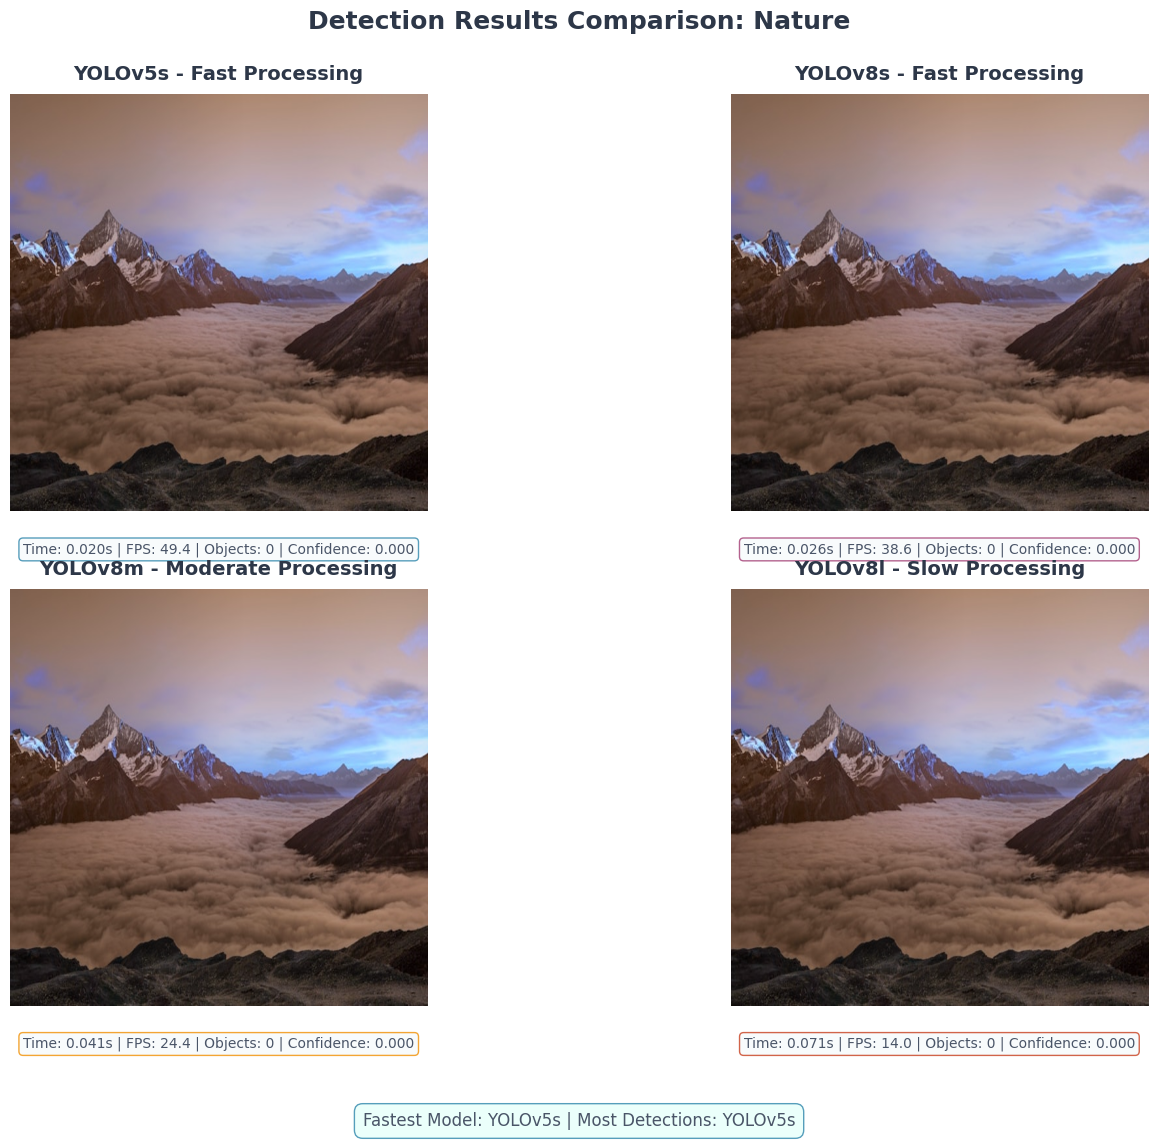 Detection Results Comparison: Nature
YOLOv5s - Fast Processing
YOLOv8s - Fast Processing
Time: 0.020s | FPS: 49.4 | Objects: 0 | Confidence: 0.000
Time: 0.026s | FPS: 38.6 | Objects: 0 | Confidence: 0.000
YOLOv8m - Moderate Processing
YOLOv8l - Slow Processing
Time: 0.041s | FPS: 24.4 | Objects: 0 | Confidence: 0.000
Time: 0.071s | FPS: 14.0 | Objects: 0 | Confidence: 0.000
Fastest Model: YOLOv5s | Most Detections: YOLOv5s